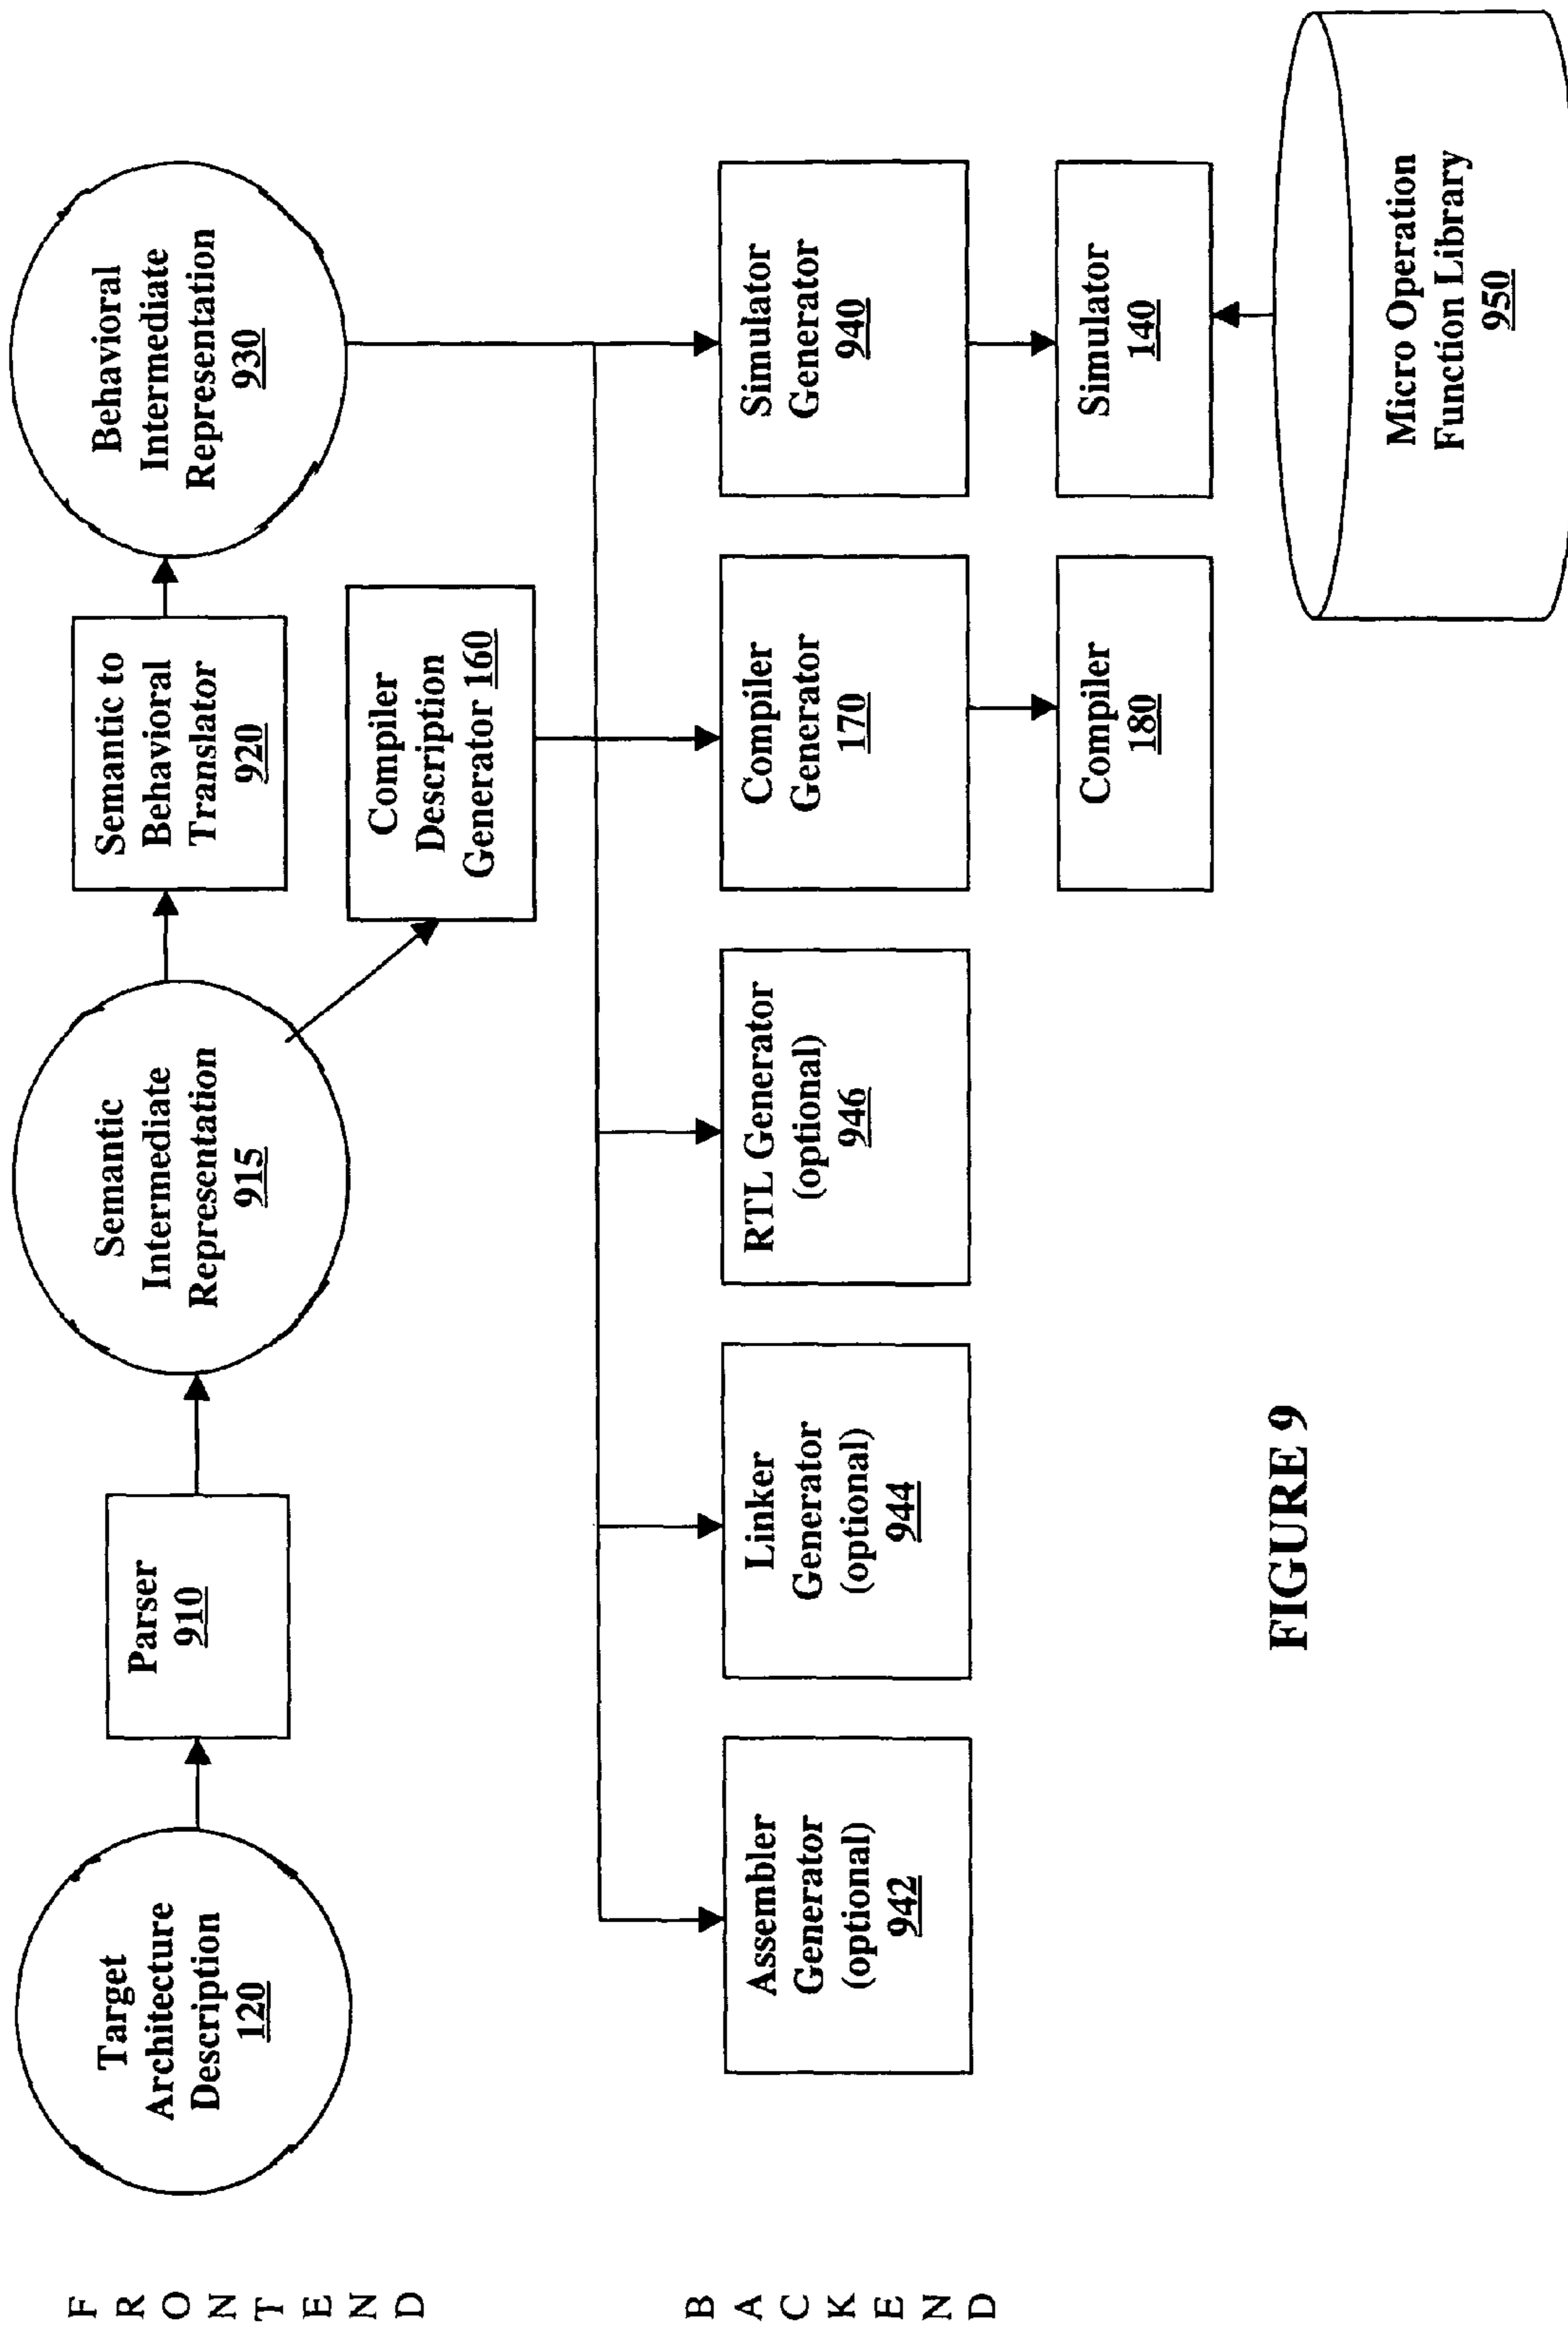 F
R
O
N
T
E
N
D
Target
Architecture
Description
120
Parser
910
Semantic
Intermediate
Representation
915
Semantic to
Behavioral
Translator
920
Behavioral
Intermediate
Representation
930
Compiler
Description
Generator 160
B
A
C
K
E
N
D
Assembler
Generator
(optional)
942
Linker
Generator
(optional)
944
RTL Generator
(optional)
946
Compiler
Generator
170
Simulator
Generator
940
Compiler
180
Simulator
140
Micro Operation
Function Library
950
FIGURE 9